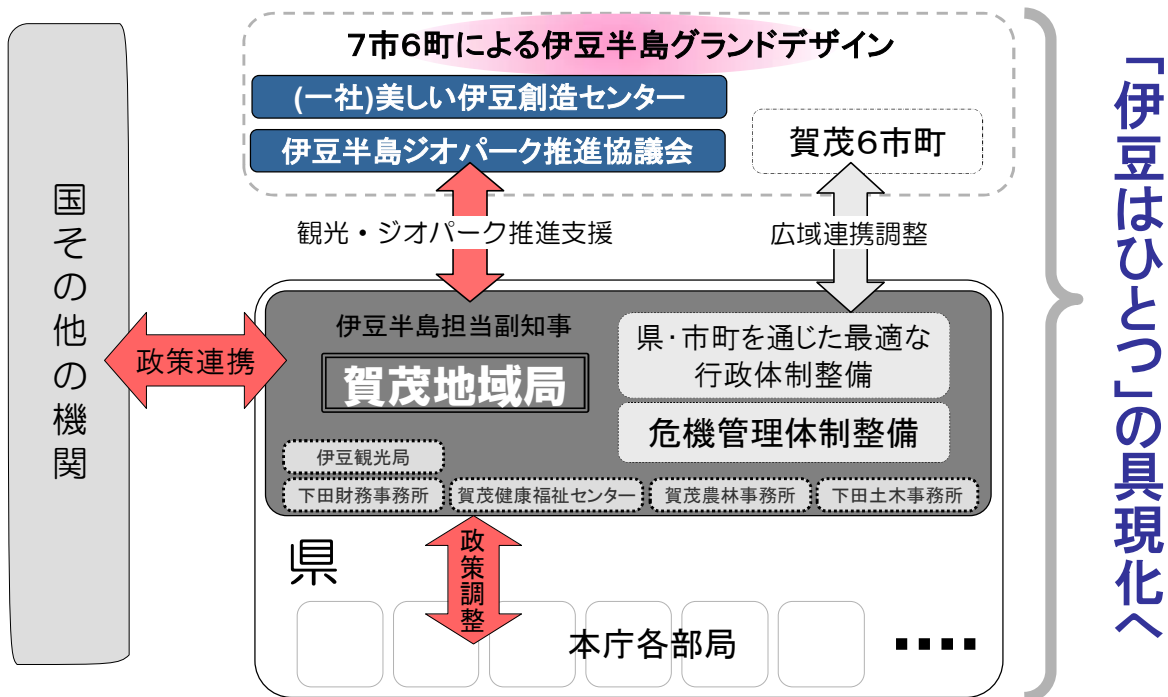 7市6町による伊豆半島グランドデザイン
(一社)美しい伊豆創造センター
伊豆半島ジオパーク推進協議会
賀茂6市町
観光・ジオパーク推進支援
広域連携調整
国その他の機関
政策連携
伊豆半島担当副知事
賀茂地域局
県・市町を通じた最適な
行政体制整備
危機管理体制整備
伊豆観光局
下田財務事務所
賀茂健康福祉センター
賀茂農林事務所
下田土木事務所
県
政策調整
本庁各部局
▪▪▪▪
「伊豆はひとつ」の具現化へ